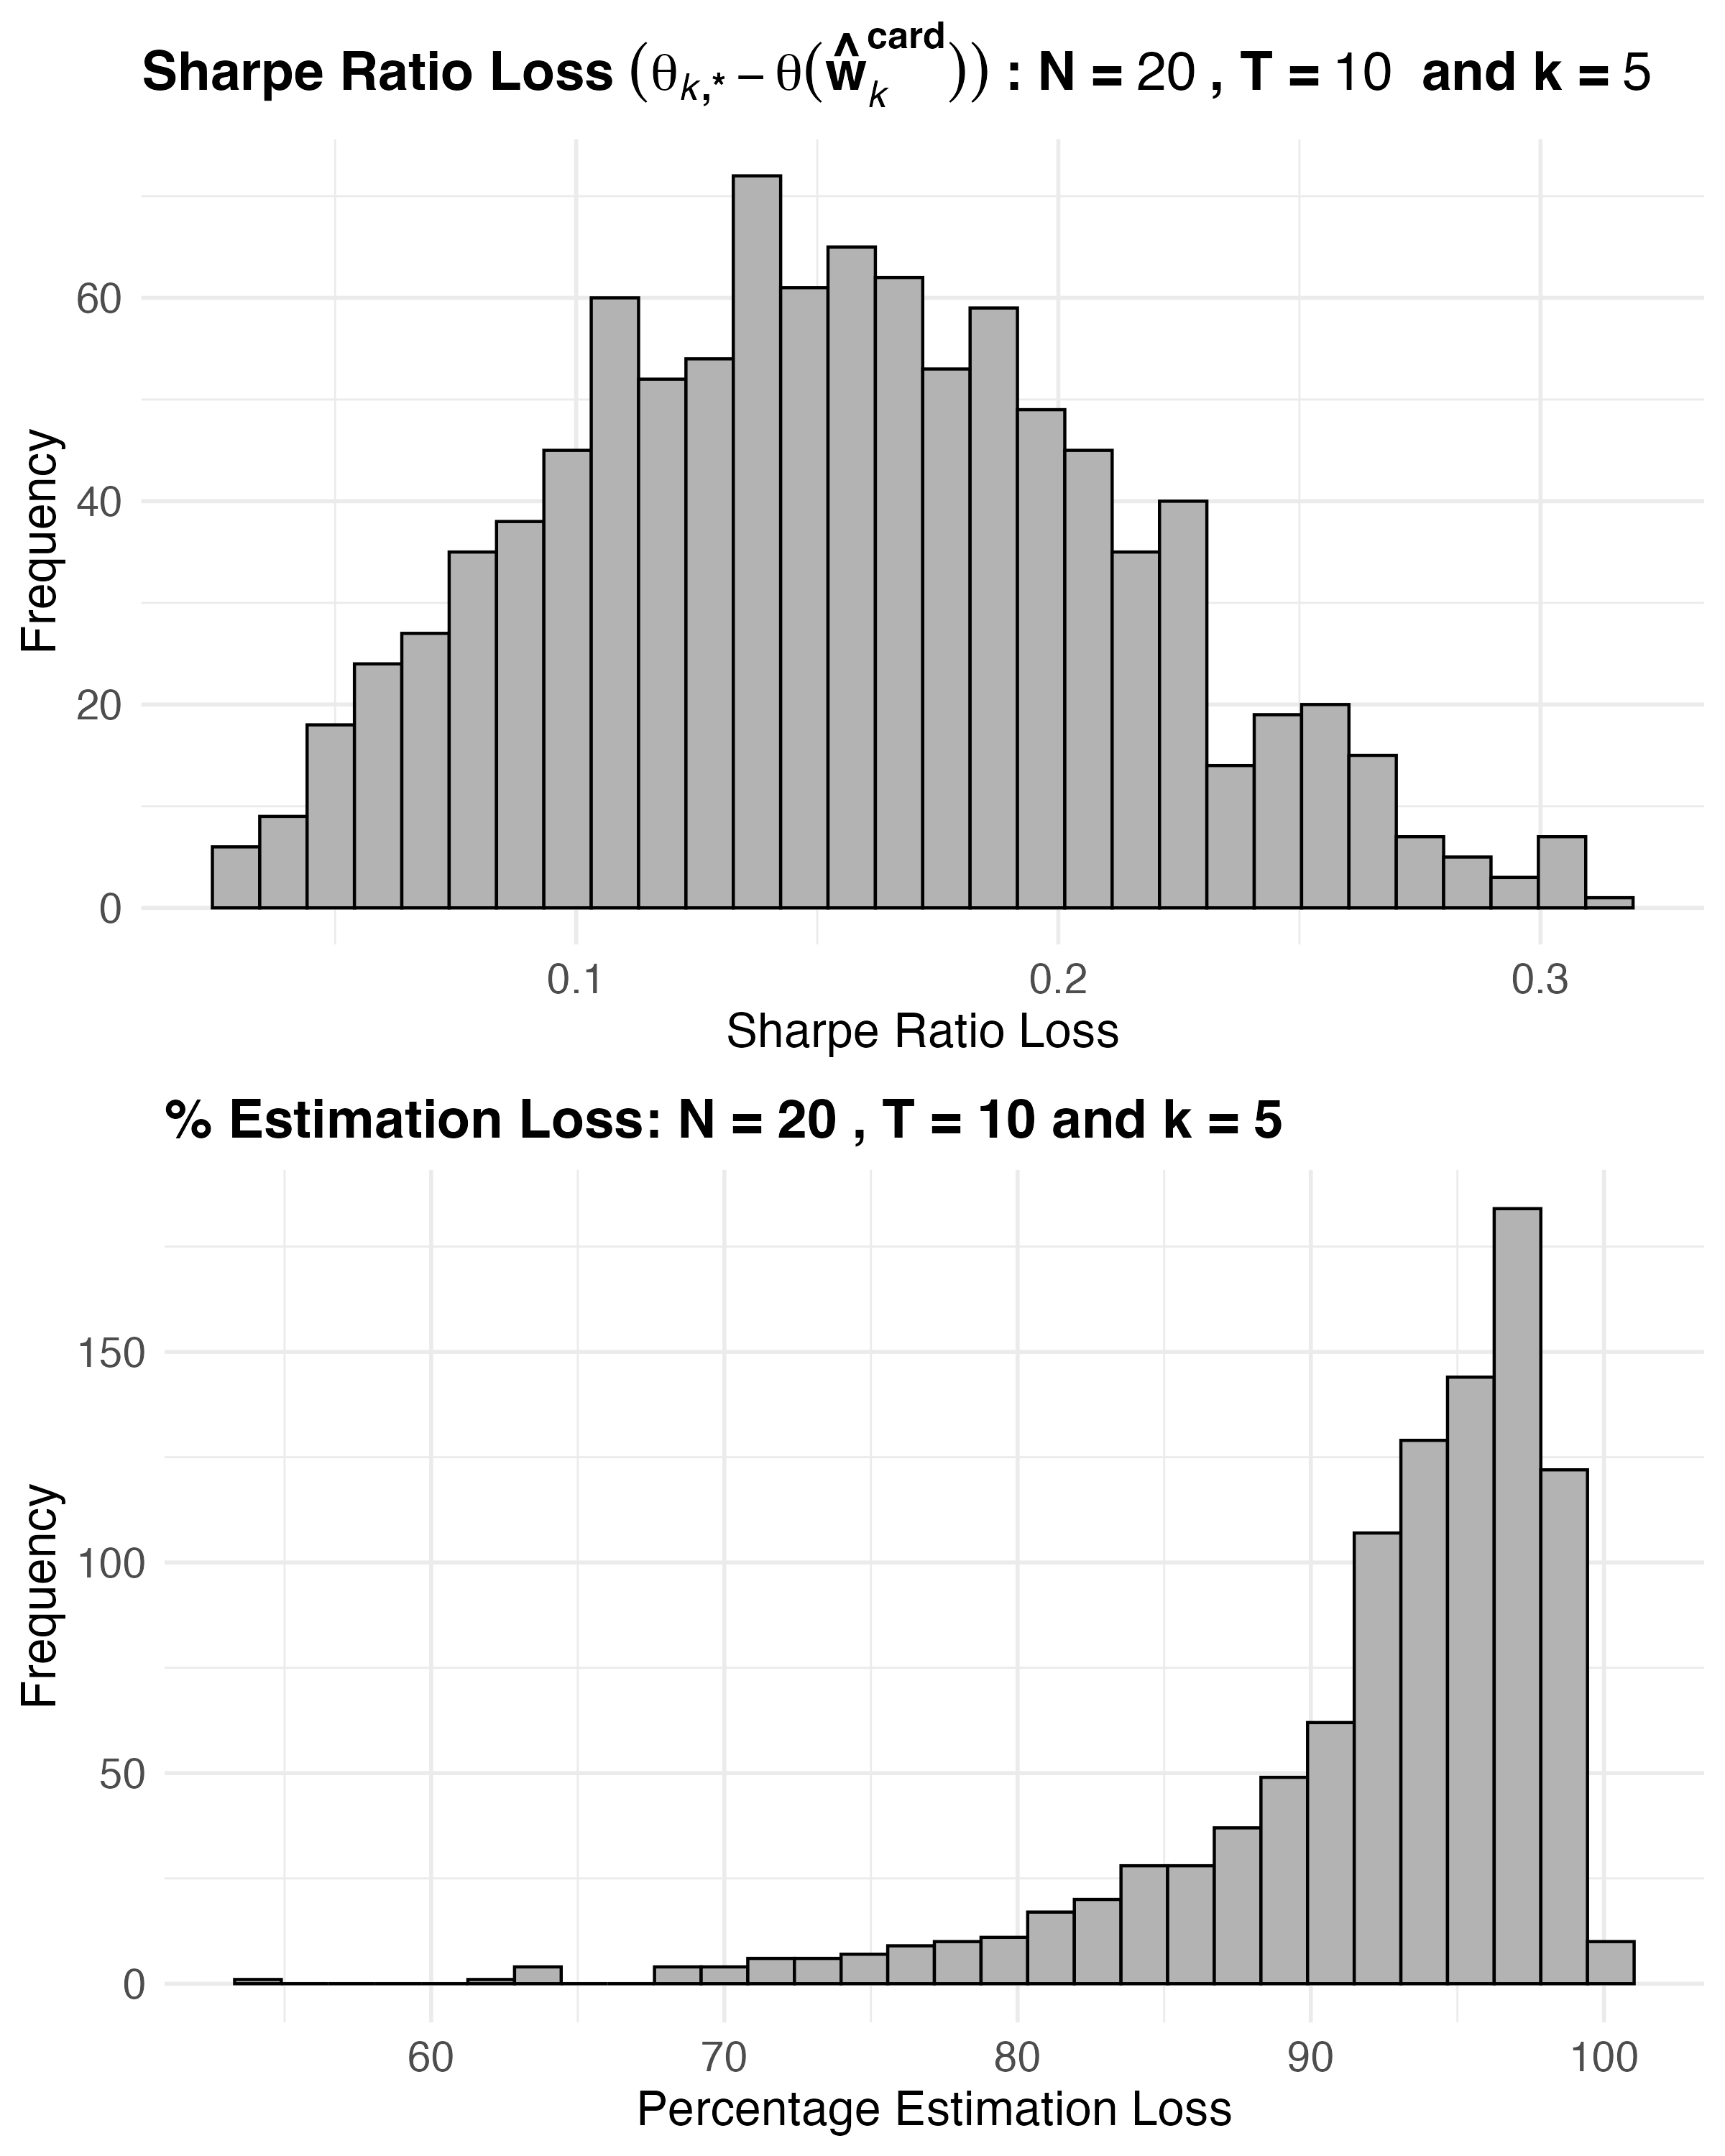 Sharpe Ratio Loss (θk,* − θ(ŵk^card)) : N = 20 , T = 10 and k = 5
60
40
20
0
Frequency
0.1 0.2 0.3
Sharpe Ratio Loss
% Estimation Loss: N = 20 , T = 10 and k = 5
150
100
50
0
Frequency
60 70 80 90 100
Percentage Estimation Loss